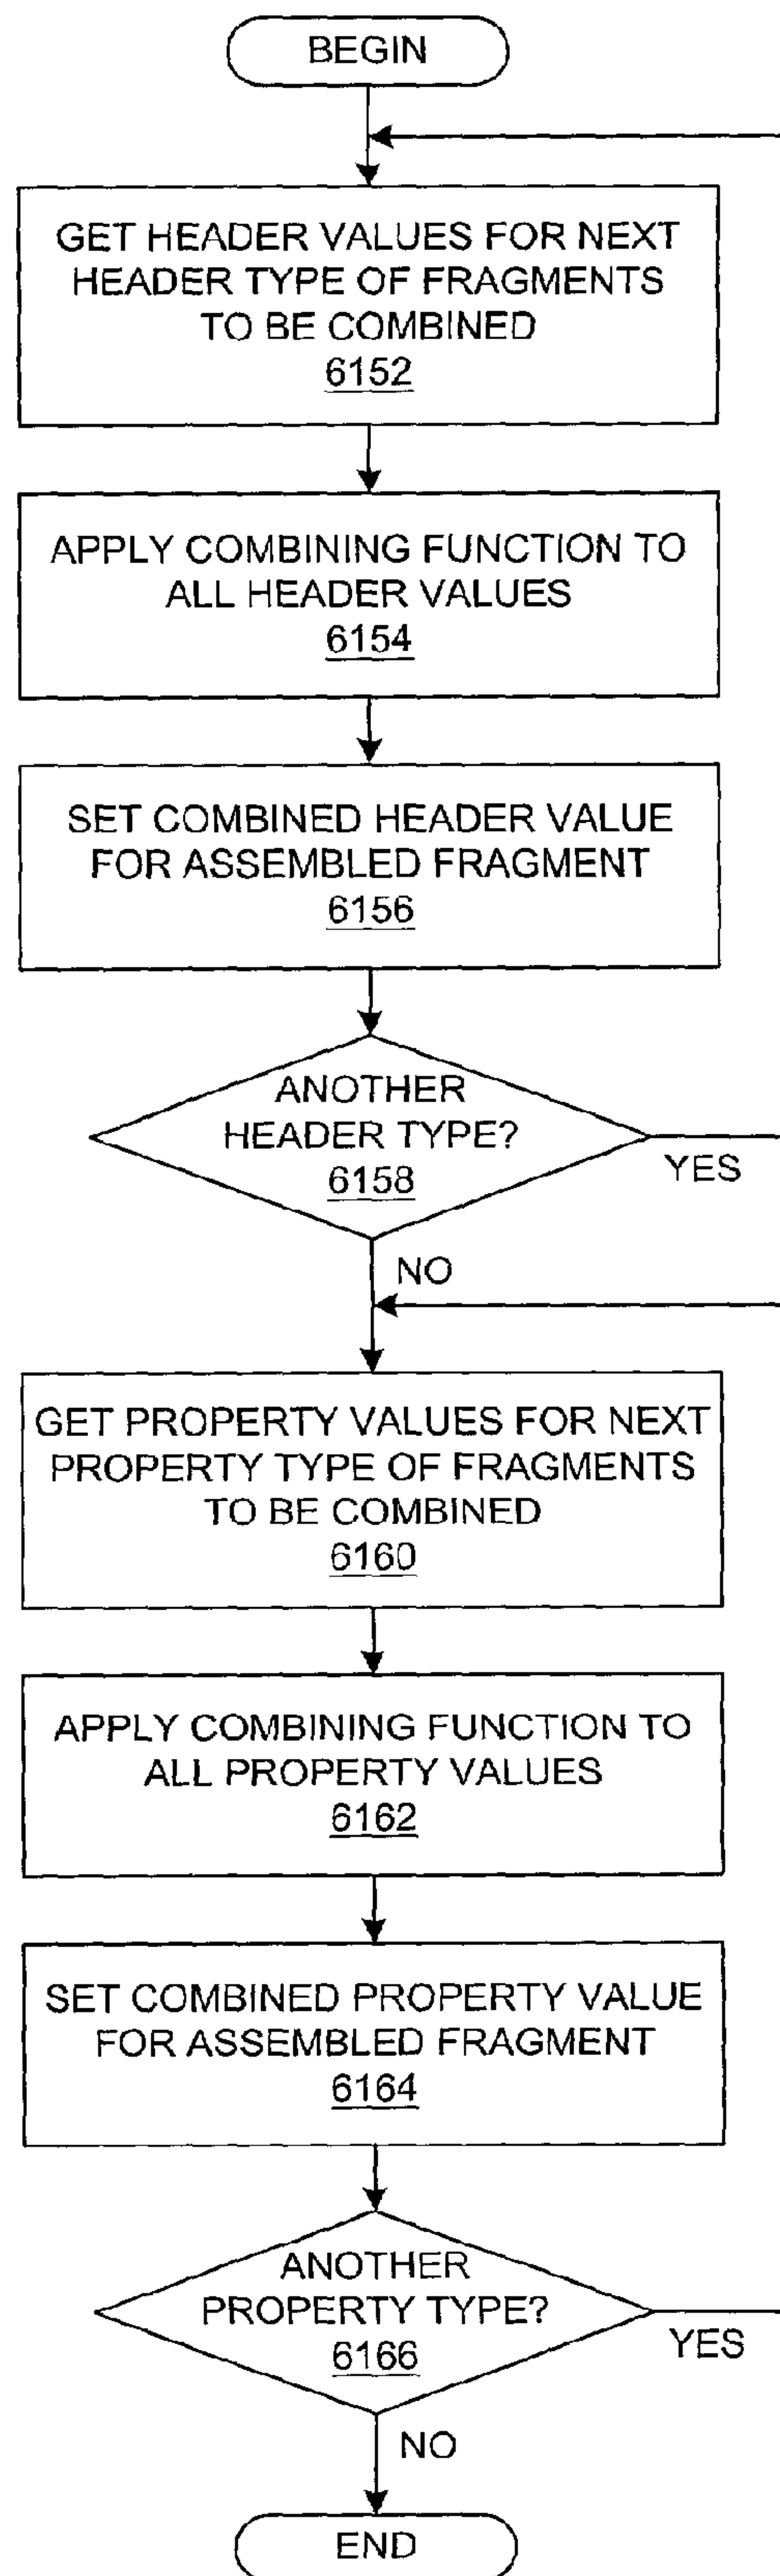 BEGIN
GET HEADER VALUES FOR NEXT
HEADER TYPE OF FRAGMENTS
TO BE COMBINED
6152
APPLY COMBINING FUNCTION TO
ALL HEADER VALUES
6154
SET COMBINED HEADER VALUE
FOR ASSEMBLED FRAGMENT
6156
ANOTHER
HEADER TYPE?
6158
YES
NO
GET PROPERTY VALUES FOR NEXT
PROPERTY TYPE OF FRAGMENTS
TO BE COMBINED
6160
APPLY COMBINING FUNCTION TO
ALL PROPERTY VALUES
6162
SET COMBINED PROPERTY VALUE
FOR ASSEMBLED FRAGMENT
6164
ANOTHER
PROPERTY TYPE?
6166
YES
NO
END